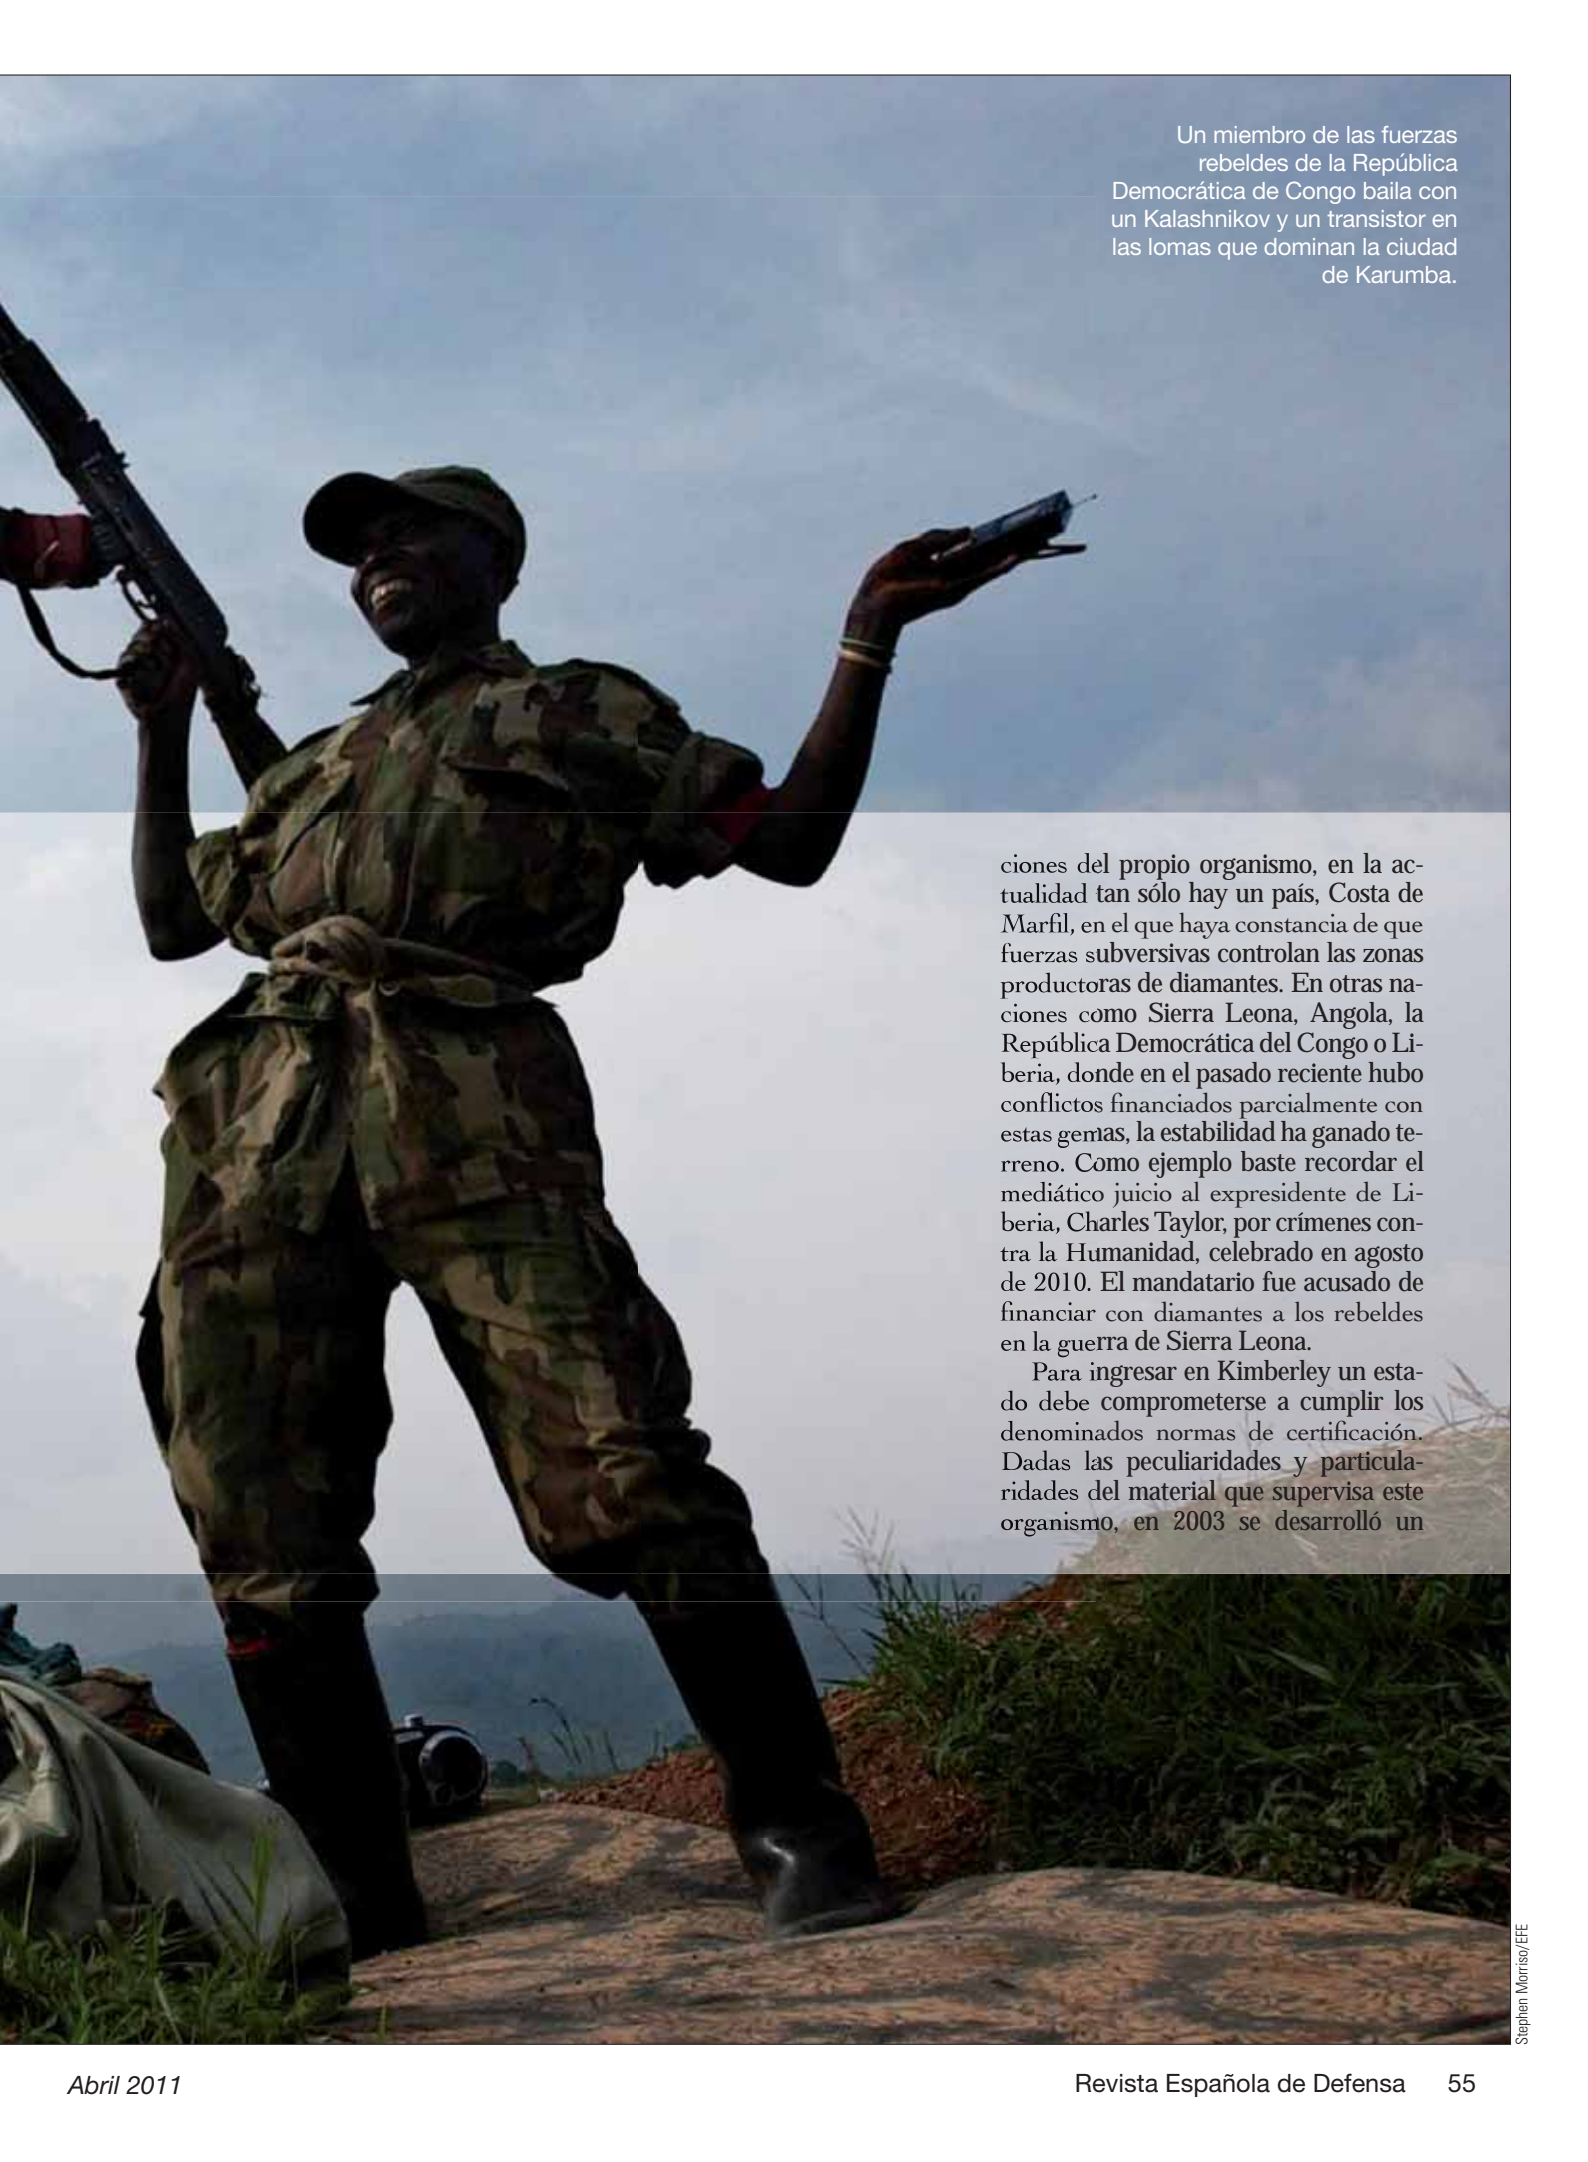 Un miembro de las fuerzas
rebeldes de la República
Democrática de Congo baila con
un Kalashnikov y un transistor en
las lomas que dominan la ciudad
de Karumba.
ciones del propio organismo, en la ac-
tualidad tan sólo hay un país, Costa de
Marfil, en el que haya constancia de que
fuerzas subversivas controlan las zonas
productoras de diamantes. En otras na-
ciones como Sierra Leona, Angola, la
República Democrática del Congo o Li-
beria, donde en el pasado reciente hubo
conflictos financiados parcialmente con
estas gemas, la estabilidad ha ganado te-
rreno. Como ejemplo baste recordar el
mediático juicio al expresidente de Li-
beria, Charles Taylor, por crímenes con-
tra la Humanidad, celebrado en agosto
de 2010. El mandatario fue acusado de
financiar con diamantes a los rebeldes
en la guerra de Sierra Leona.
Para ingresar en Kimberley un esta-
do debe comprometerse a cumplir los
denominados normas de certificación.
Dadas las peculiaridades y particula-
ridades del material que supervisa este
organismo, en 2003 se desarrolló un
Stephen Morriso/EFE
Abril 2011
Revista Española de Defensa 55